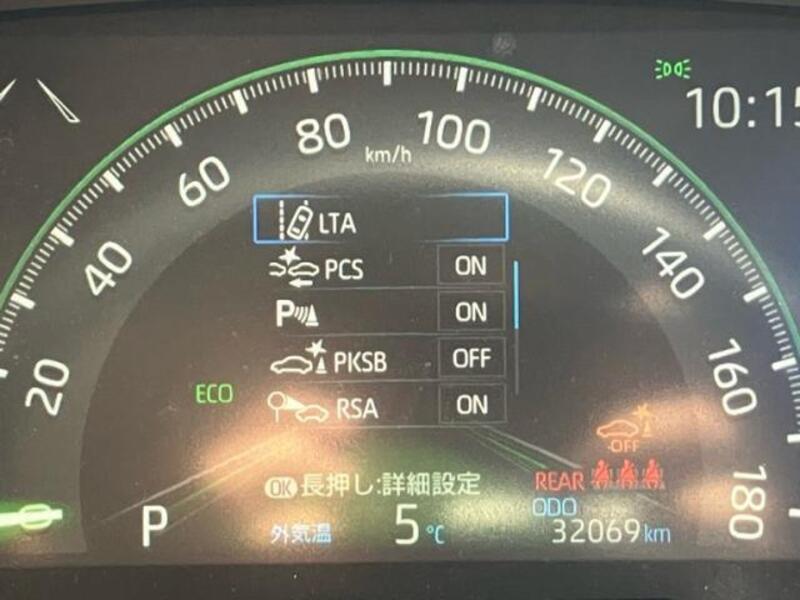 10:15
80
100
km/h
60
120
LTA
40
140
PCS ON
P ON
PKSB OFF
20
160
ECO
RSA ON
OFF
OK 長押し:詳細設定
REAR
180
ODO
P
外気温 5℃
32069km